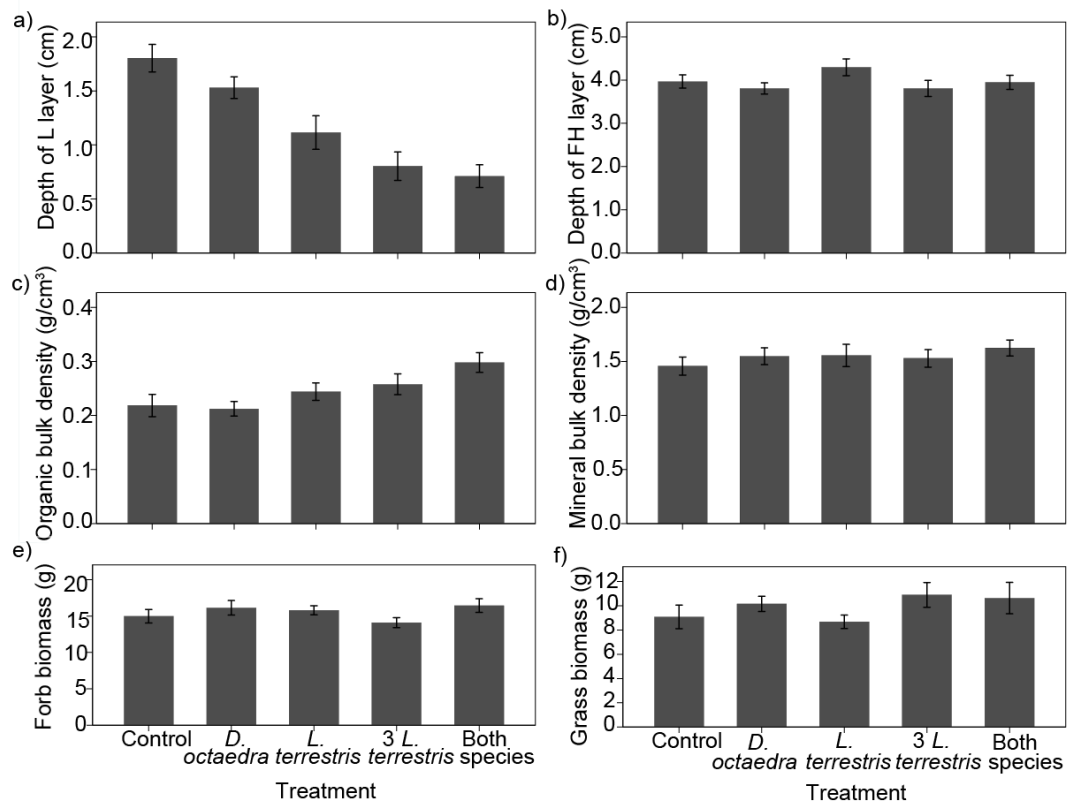 a)
Depth of L layer (cm)
2.0
1.5
1.0
0.5
0.0
b)
Depth of FH layer (cm)
5.0
4.0
3.0
2.0
1.0
0.0
c)
Organic bulk density (g/cm³)
0.4
0.3
0.2
0.1
0.0
d)
Mineral bulk density (g/cm³)
2.0
1.5
1.0
0.5
0.0
e)
Forb biomass (g)
20
15
10
5
0
Control
D. octaedra
L. terrestris
3 L. terrestris
Both species
Treatment
f)
Grass biomass (g)
12
10
8
6
4
2
0
Control
D. octaedra
L. terrestris
3 L. terrestris
Both species
Treatment